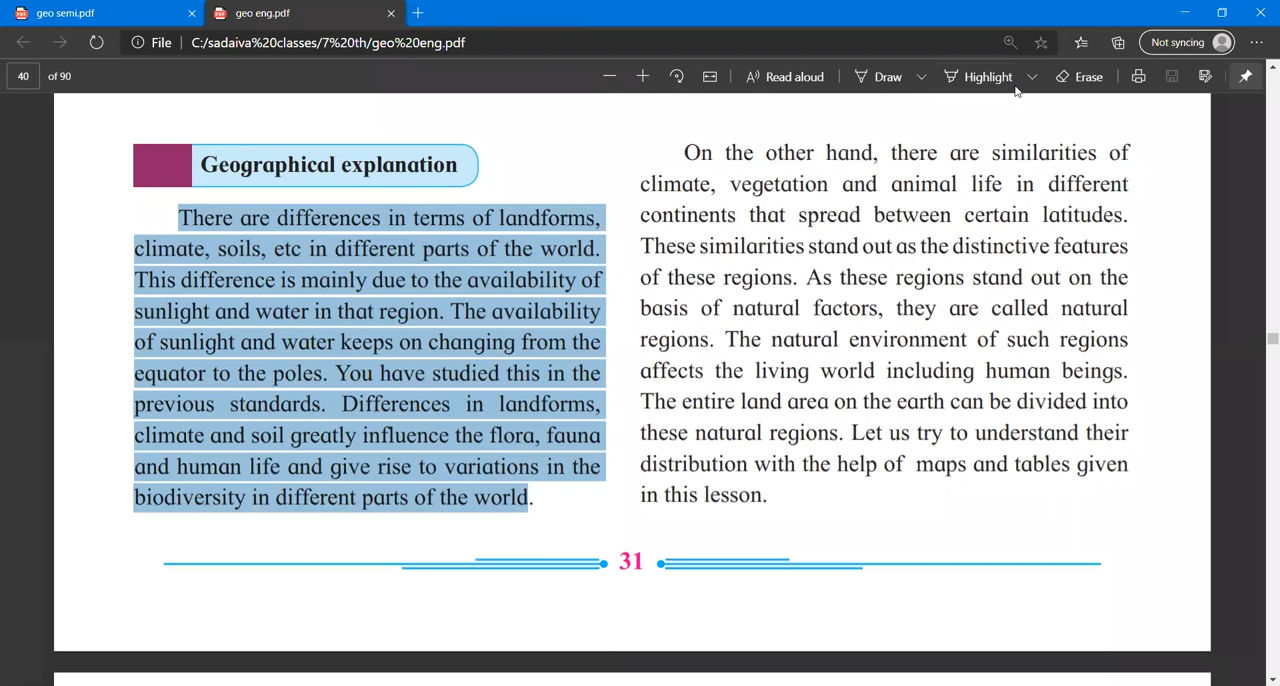 geo semi.pdf
geo eng.pdf
File
C:/sadaiva%20classes/7%20th/geo%20eng.pdf
Not syncing
40 of 90
Read aloud
Draw
Highlight
Erase
Geographical explanation
There are differences in terms of landforms,
climate, soils, etc in different parts of the world.
This difference is mainly due to the availability of
sunlight and water in that region. The availability
of sunlight and water keeps on changing from the
equator to the poles. You have studied this in the
previous standards. Differences in landforms,
climate and soil greatly influence the flora, fauna
and human life and give rise to variations in the
biodiversity in different parts of the world.
On the other hand, there are similarities of
climate, vegetation and animal life in different
continents that spread between certain latitudes.
These similarities stand out as the distinctive features
of these regions. As these regions stand out on the
basis of natural factors, they are called natural
regions. The natural environment of such regions
affects the living world including human beings.
The entire land area on the earth can be divided into
these natural regions. Let us try to understand their
distribution with the help of maps and tables given
in this lesson.
31